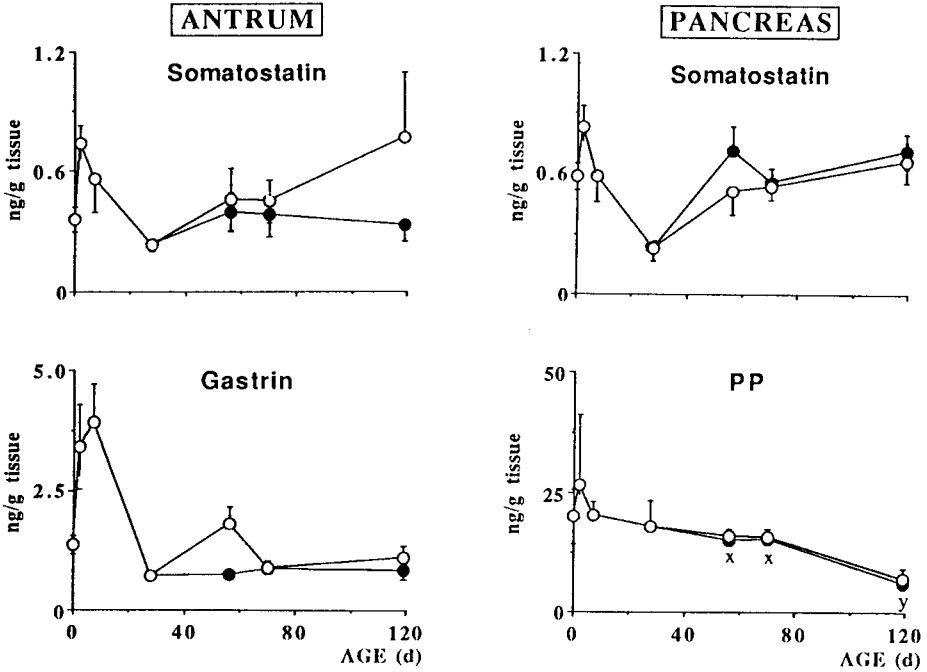 ANTRUM
PANCREAS
1.2
Somatostatin
ng/g tissue
0.6
0
1.2
Somatostatin
ng/g tissue
0.6
0
5.0
Gastrin
ng/g tissue
2.5
0
0 40 80 120
AGE (d)
50
PP
ng/g tissue
25
x x
y
0
0 40 80 120
AGE (d)